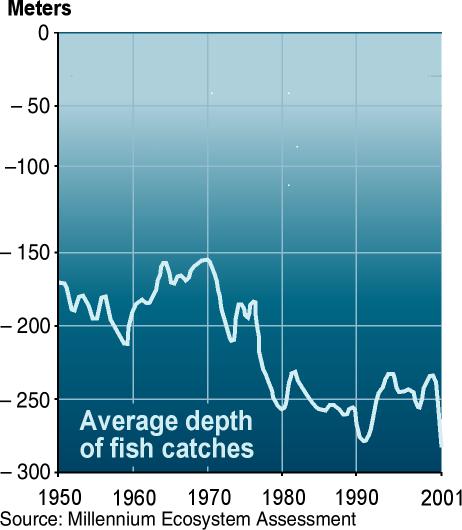 Meters
0
– 50
–100
– 150
– 200
– 250
– 300
Average depth
of fish catches
1950 1960 1970 1980 1990 2001
Source: Millennium Ecosystem Assessment